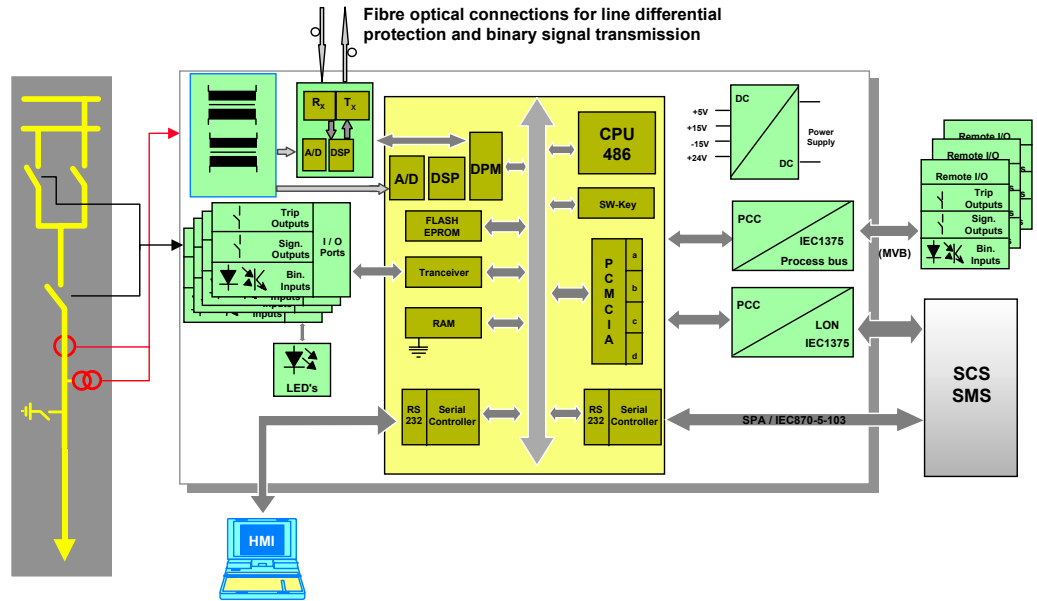 Fibre optical connections for line differential
protection and binary signal transmission
Rx
Tx
A/D
DSP
A/D
DSP
DPM
CPU
486
FLASH
EPROM
SW-Key
Tranceiver
RAM
P
C
M
C
I
A
a
b
c
d
RS
232
Serial
Controller
RS
232
Serial
Controller
Trip
Outputs
Sign.
Outputs
Bin.
Inputs
I / O
Ports
Inputs
Inputs
LED's
HMI
DC
DC
+5V
+15V
-15V
+24V
Power
Supply
PCC
IEC1375
Process bus
(MVB)
PCC
LON
IEC1375
Remote I/O
Remote I/O
Remote I/O
Trip
Outputs
Sign.
Outputs
Bin.
Inputs
SPA / IEC870-5-103
SCS
SMS